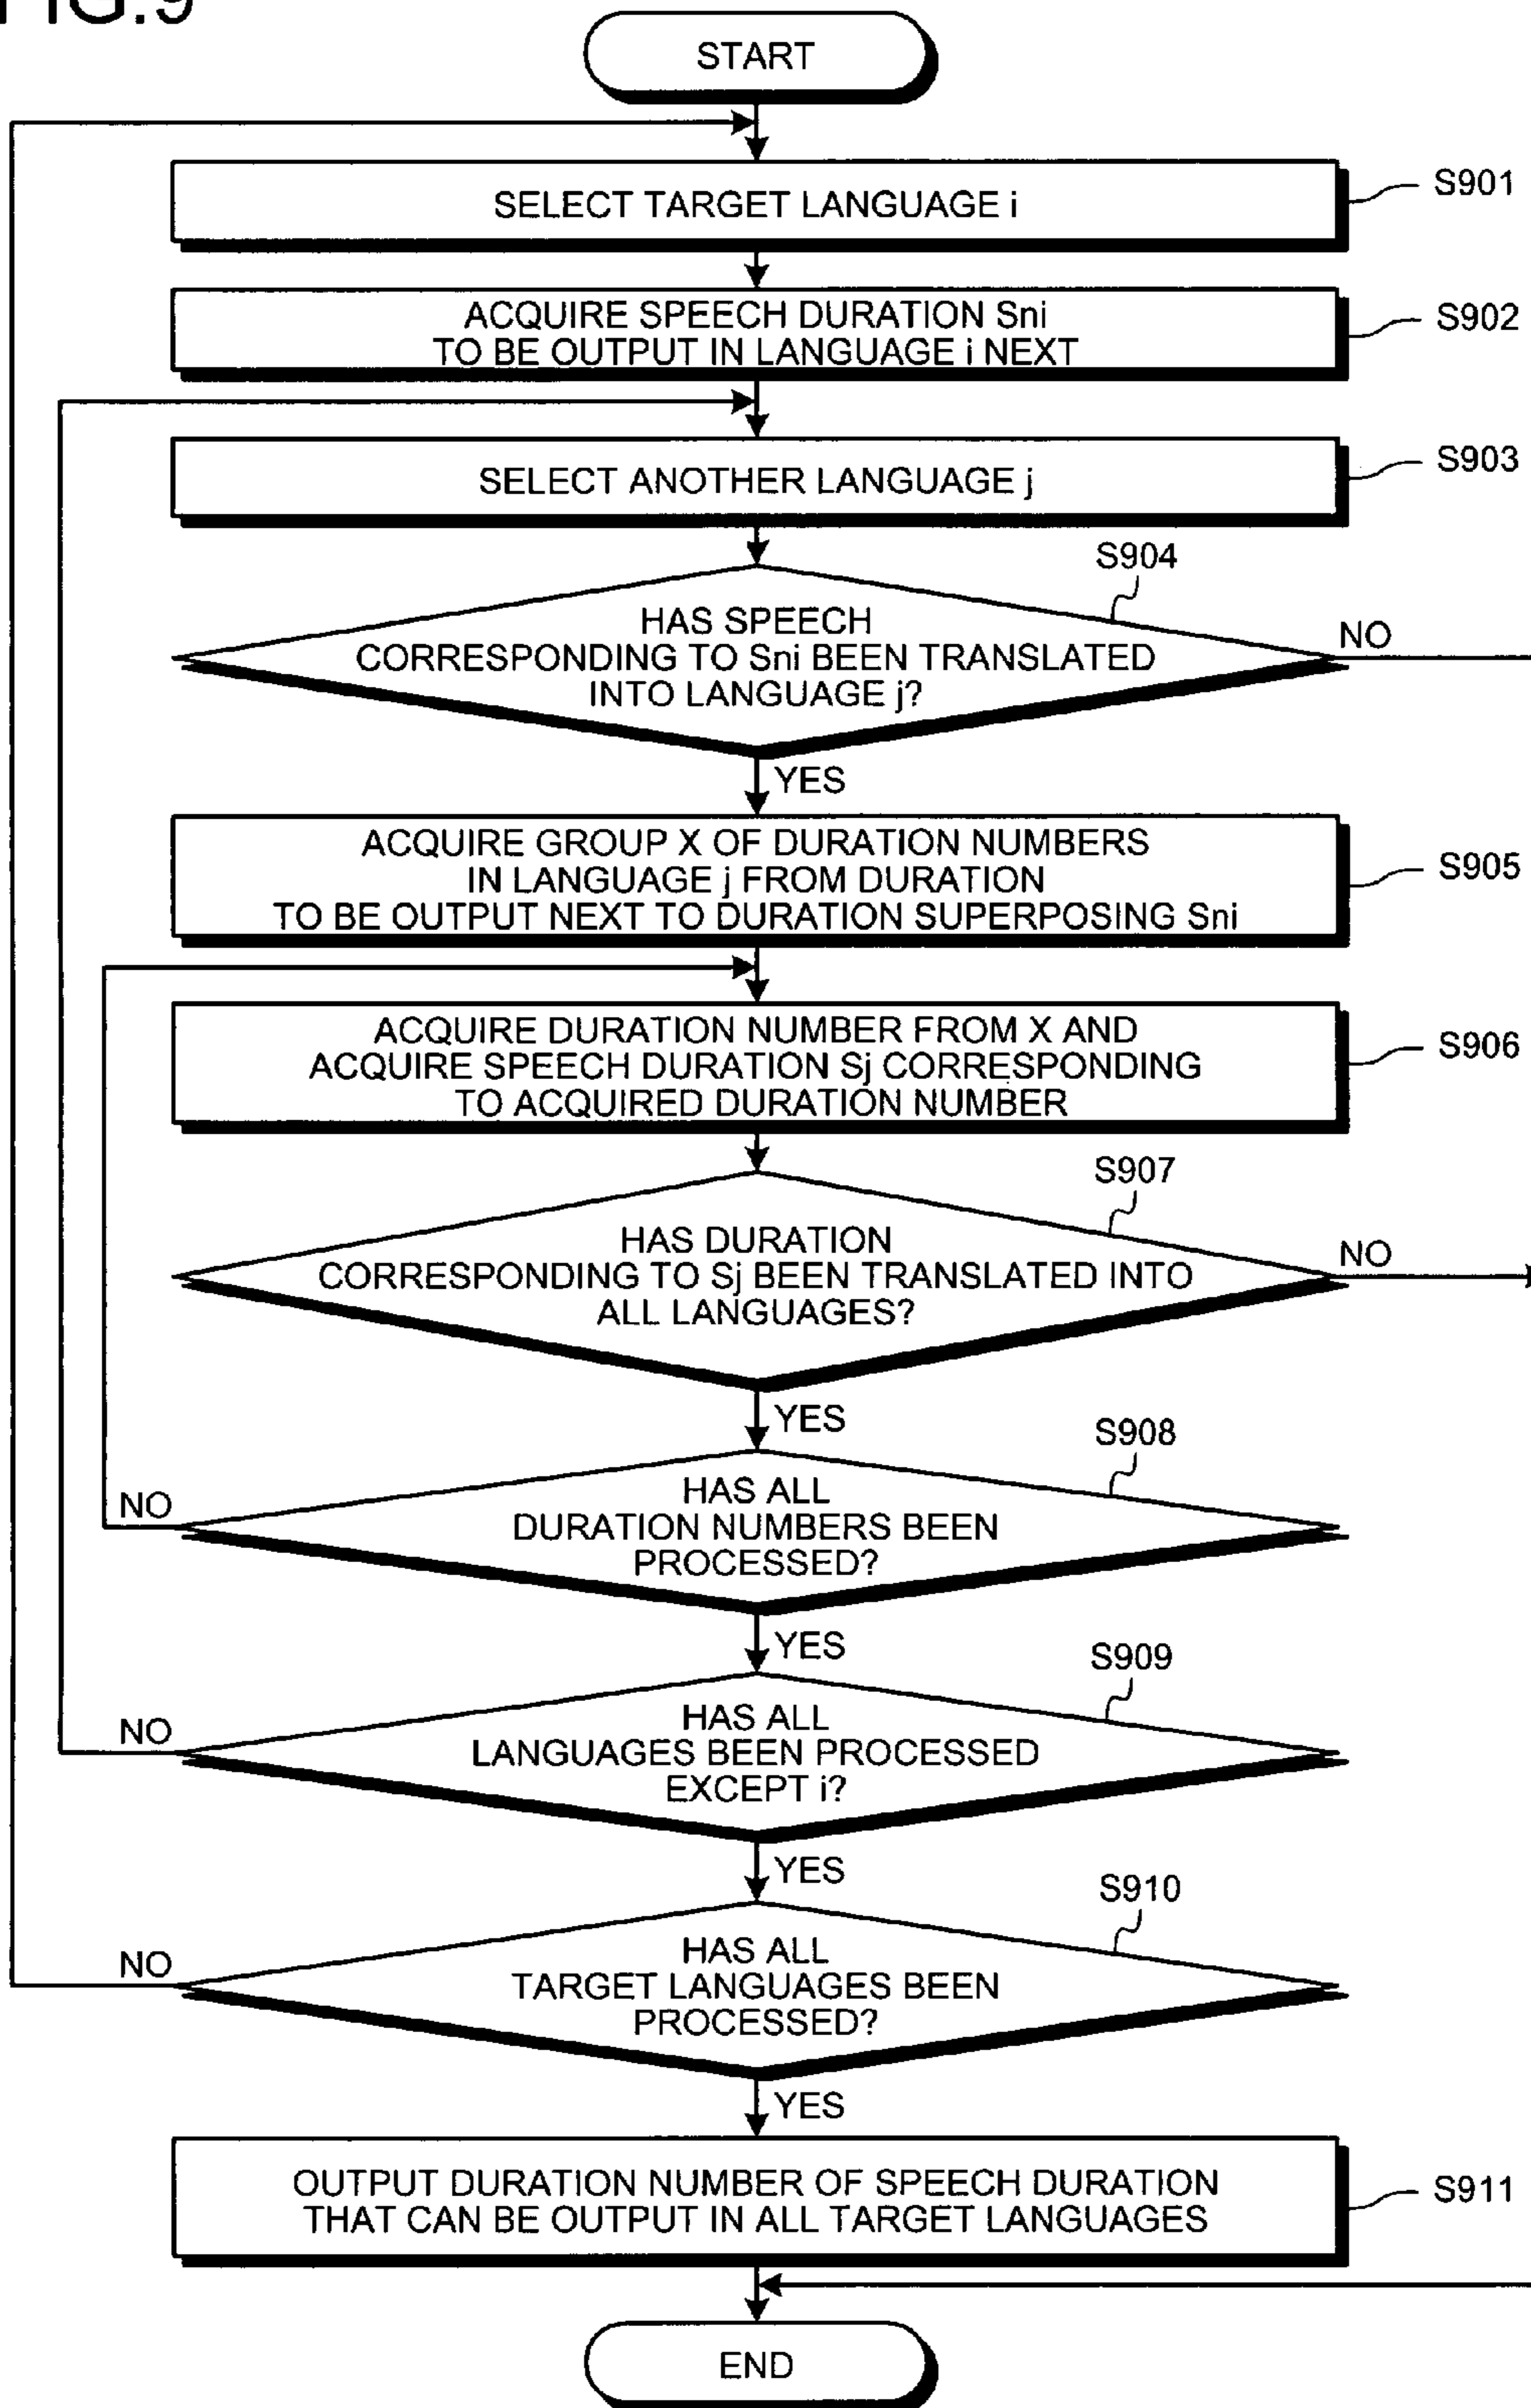 FIG.9
START
SELECT TARGET LANGUAGE i
S901
ACQUIRE SPEECH DURATION Sni
TO BE OUTPUT IN LANGUAGE i NEXT
S902
SELECT ANOTHER LANGUAGE j
S903
S904
HAS SPEECH
CORRESPONDING TO Sni BEEN TRANSLATED
INTO LANGUAGE j?
NO
YES
ACQUIRE GROUP X OF DURATION NUMBERS
IN LANGUAGE j FROM DURATION
TO BE OUTPUT NEXT TO DURATION SUPERPOSING Sni
S905
ACQUIRE DURATION NUMBER FROM X AND
ACQUIRE SPEECH DURATION Sj CORRESPONDING
TO ACQUIRED DURATION NUMBER
S906
S907
HAS DURATION
CORRESPONDING TO Sj BEEN TRANSLATED INTO
ALL LANGUAGES?
NO
YES
S908
HAS ALL
DURATION NUMBERS BEEN
PROCESSED?
NO
YES
S909
HAS ALL
LANGUAGES BEEN PROCESSED
EXCEPT i?
NO
YES
S910
HAS ALL
TARGET LANGUAGES BEEN
PROCESSED?
NO
YES
OUTPUT DURATION NUMBER OF SPEECH DURATION
THAT CAN BE OUTPUT IN ALL TARGET LANGUAGES
S911
END